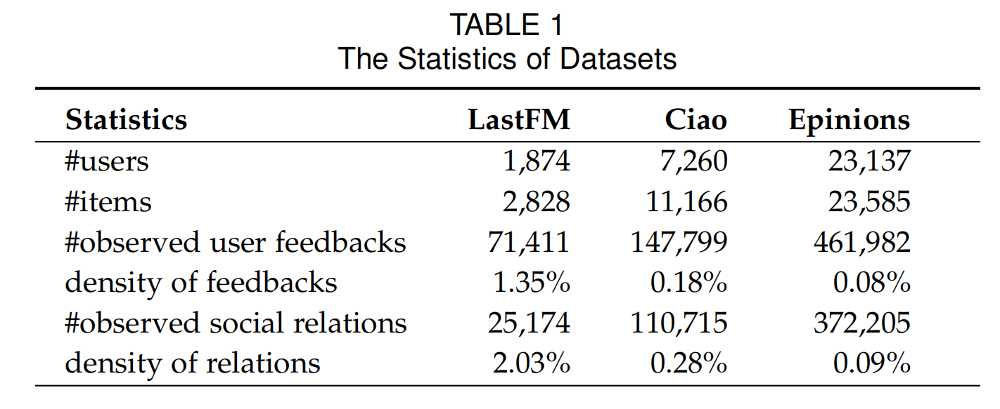 TABLE 1
The Statistics of Datasets
Statistics LastFM Ciao Epinions
#users 1,874 7,260 23,137
#items 2,828 11,166 23,585
#observed user feedbacks 71,411 147,799 461,982
density of feedbacks 1.35% 0.18% 0.08%
#observed social relations 25,174 110,715 372,205
density of relations 2.03% 0.28% 0.09%